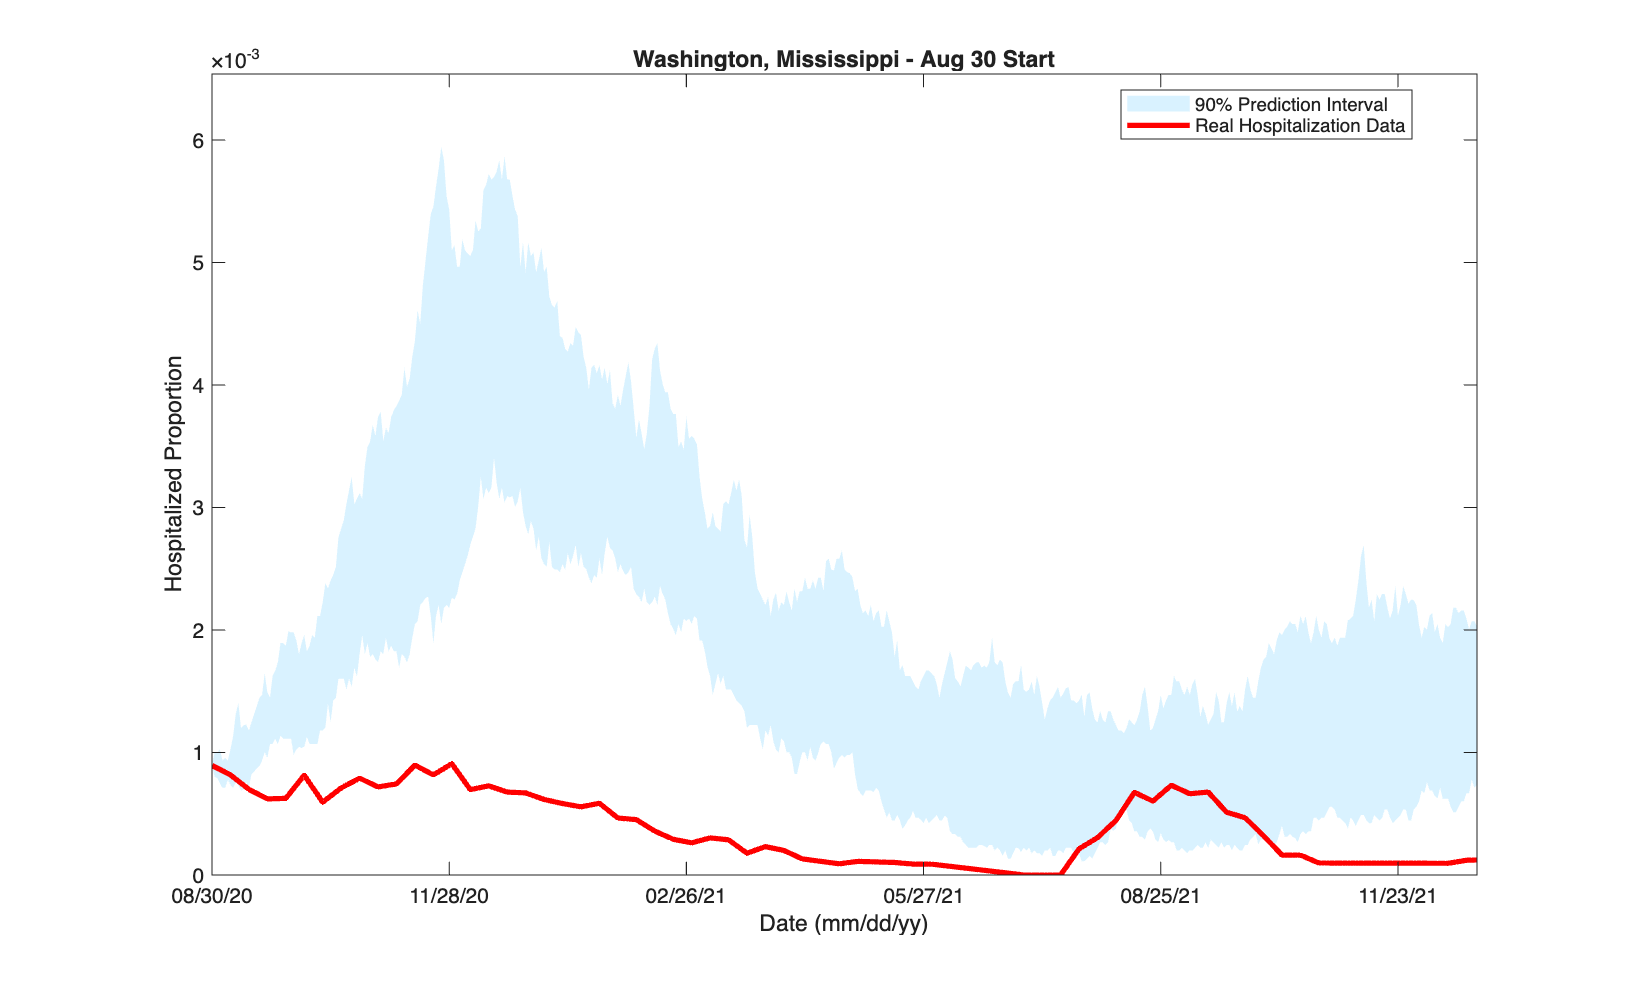 Washington, Mississippi - Aug 30 Start
×10-3
90% Prediction Interval
Real Hospitalization Data
6
5
4
3
2
1
0
Hospitalized Proportion
08/30/20 11/28/20 02/26/21 05/27/21 08/25/21 11/23/21
Date (mm/dd/yy)